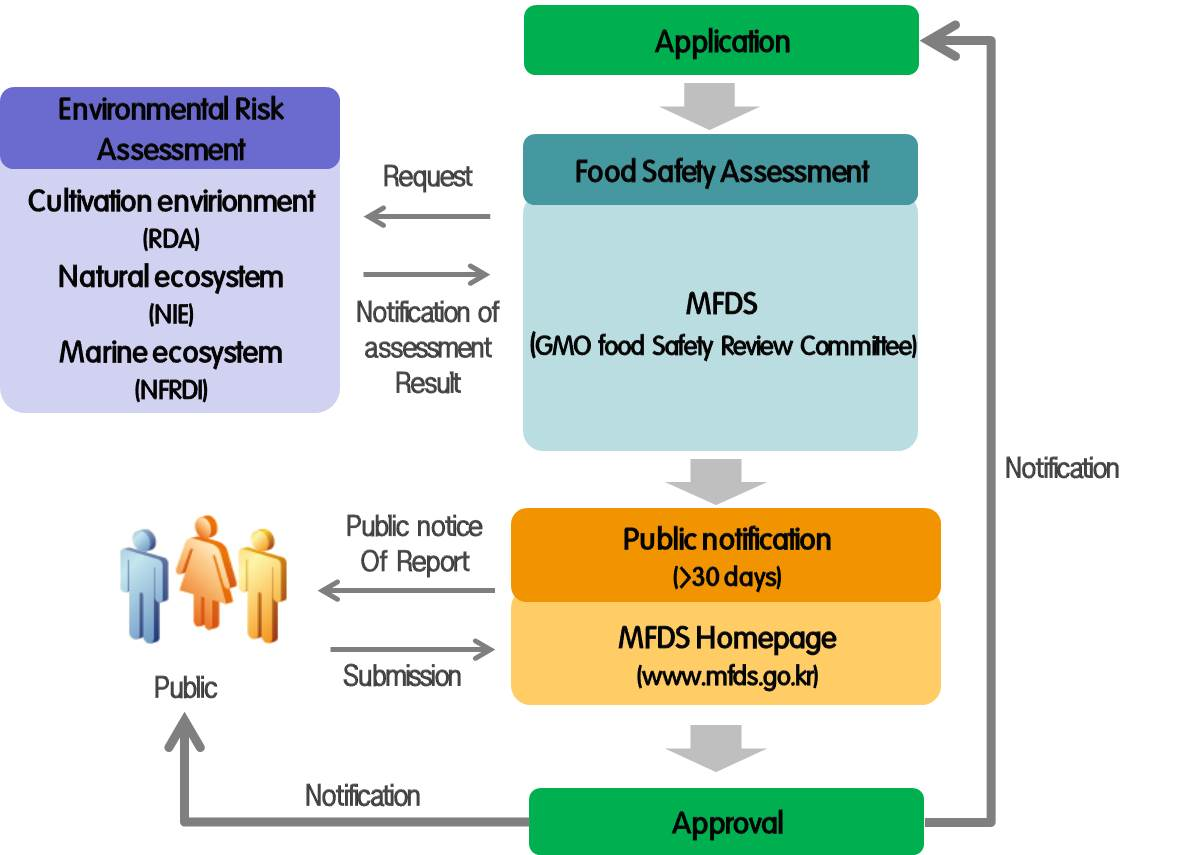 Application
Environmental Risk
Assessment
Cultivation envirionment
(RDA)
Natural ecosystem
(NIE)
Marine ecosystem
(NFRDI)
Request
Notification of
assessment
Result
Food Safety Assessment
MFDS
(GMO food Safety Review Committee)
Notification
Public notice
Of Report
Submission
Public
Public notification
(>30 days)
MFDS Homepage
(www.mfds.go.kr)
Notification
Approval